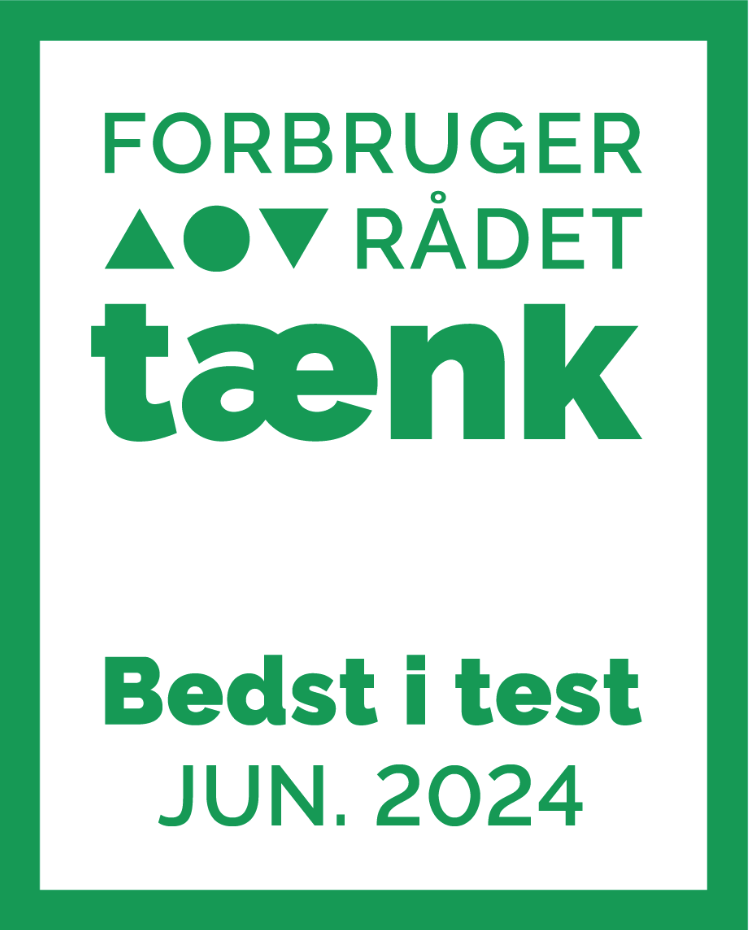 FORBRUGER
RÅDET
tænk
Bedst i test
JUN. 2024